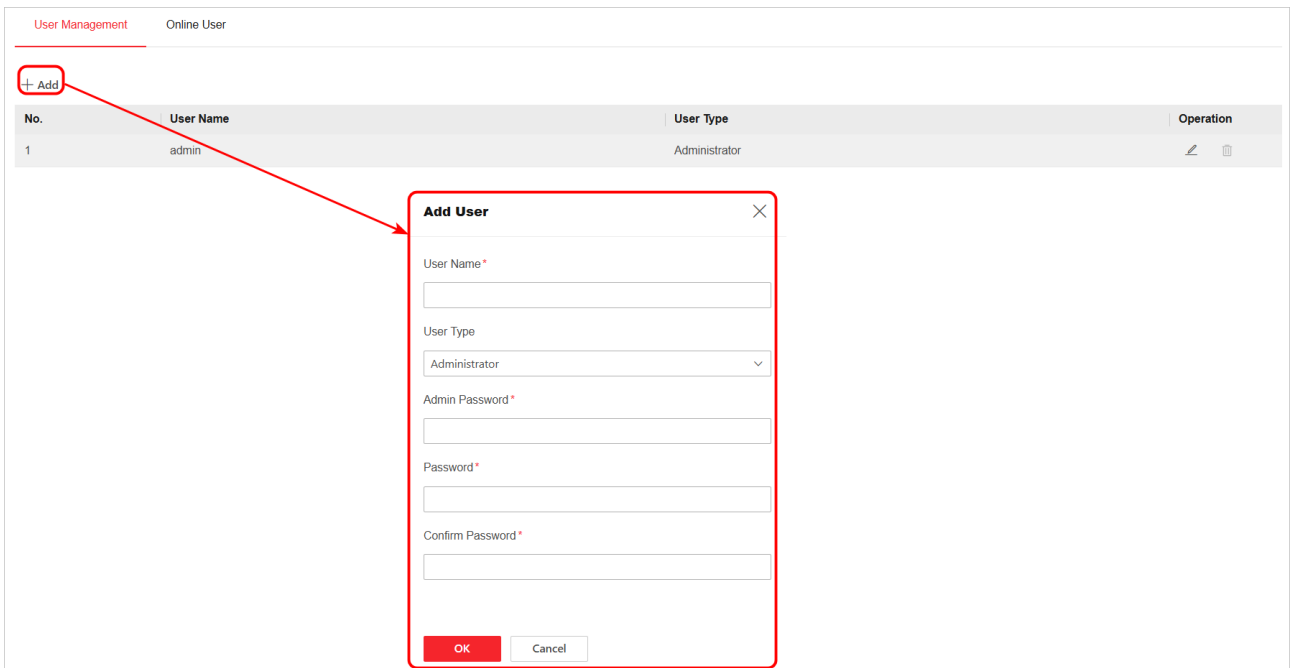 User Management Online User
+ Add
No. User Name User Type Operation
1 admin Administrator
Add User
User Name*
User Type
Administrator
Admin Password*
Password*
Confirm Password*
OK Cancel